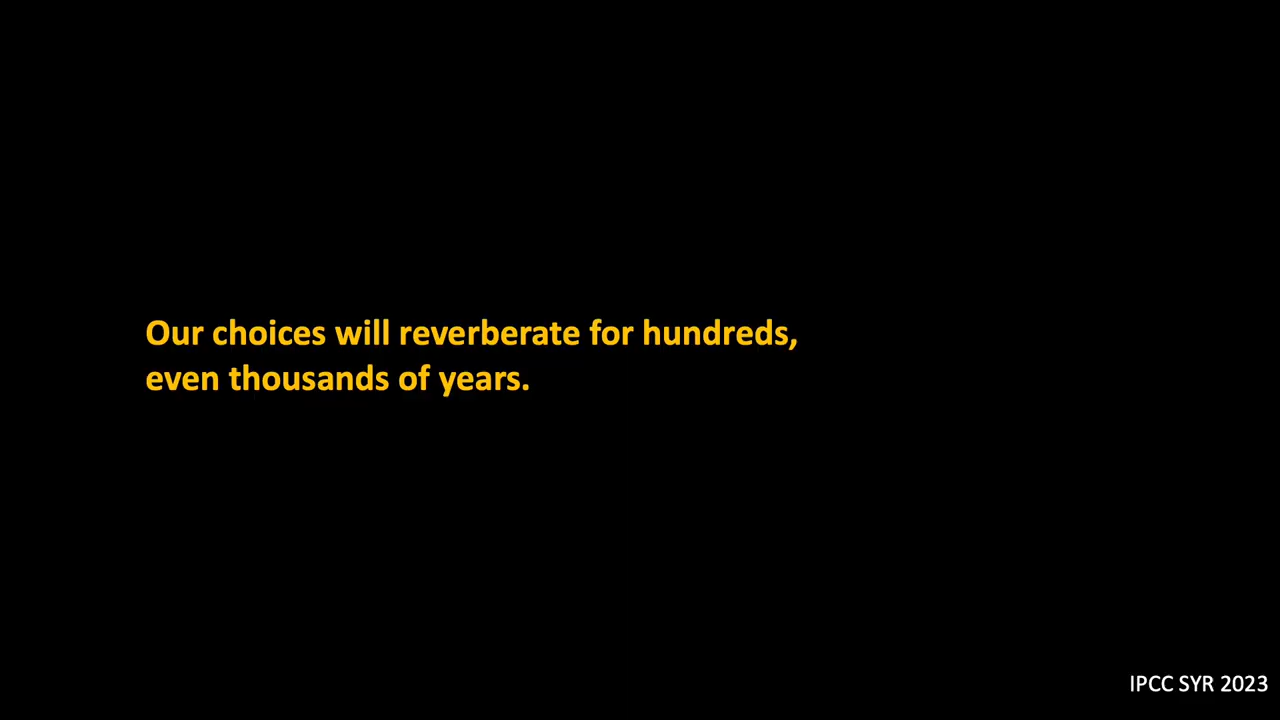 Our choices will reverberate for hundreds,
even thousands of years.
IPCC SYR 2023